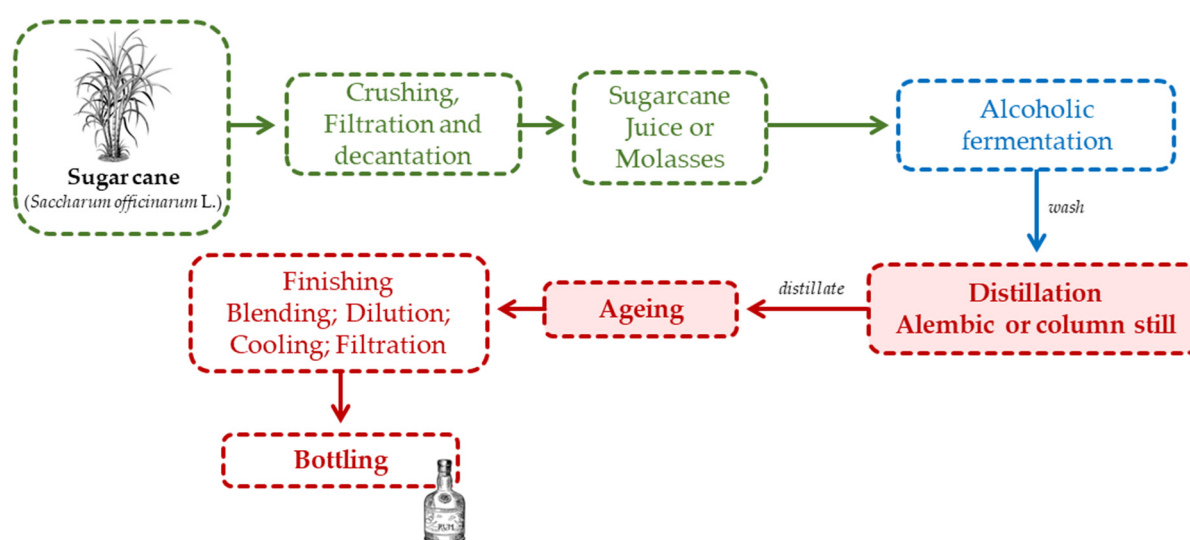 Sugar cane
(Saccharum officinarum L.)
Crushing,
Filtration and
decantation
Sugarcane
Juice or
Molasses
Alcoholic
fermentation
wash
Distillation
Alembic or column still
distillate
Ageing
Finishing
Blending; Dilution;
Cooling; Filtration
Bottling
RUM